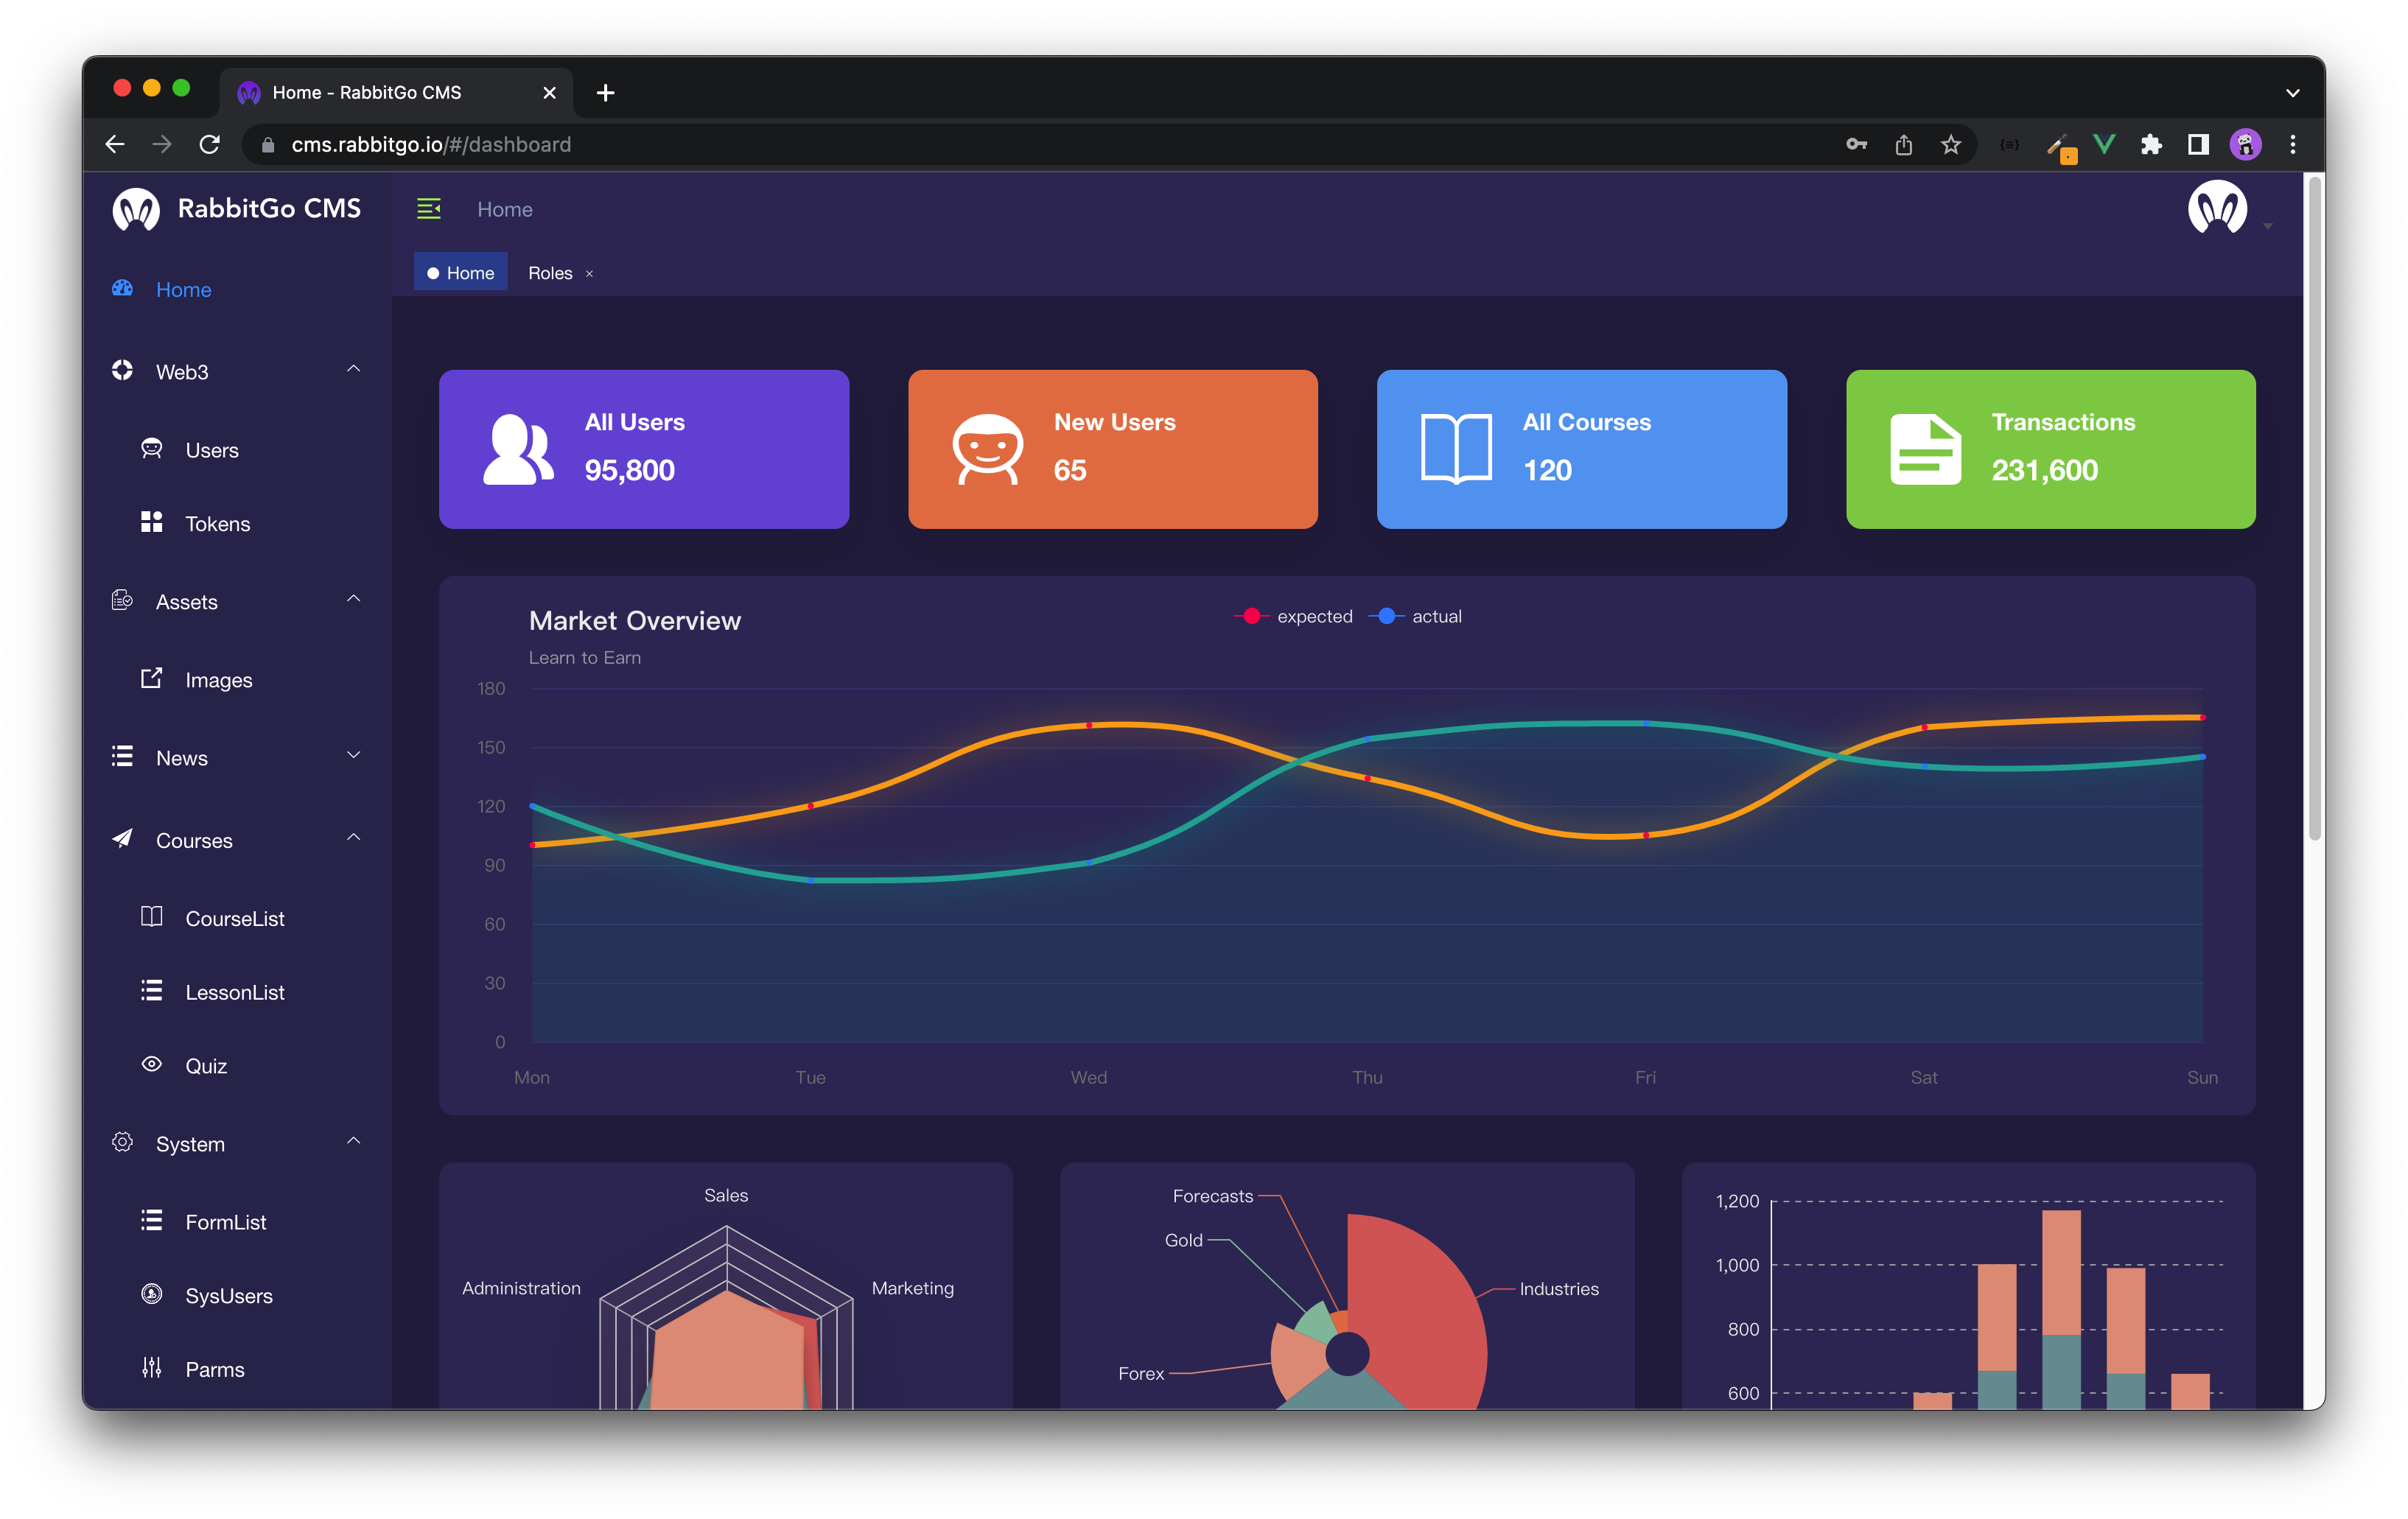 Home - RabbitGo CMS
cms.rabbitgo.io/#/dashboard
RabbitGo CMS
Home
Home
Roles
Home
Web3
Users
Tokens
Assets
Images
News
Courses
CourseList
LessonList
Quiz
System
FormList
SysUsers
Parms
All Users
95,800
New Users
65
All Courses
120
Transactions
231,600
Market Overview
Learn to Earn
expected
actual
180
150
120
90
60
30
0
Mon
Tue
Wed
Thu
Fri
Sat
Sun
Sales
Administration
Marketing
Forecasts
Gold
Industries
Forex
1,200
1,000
800
600